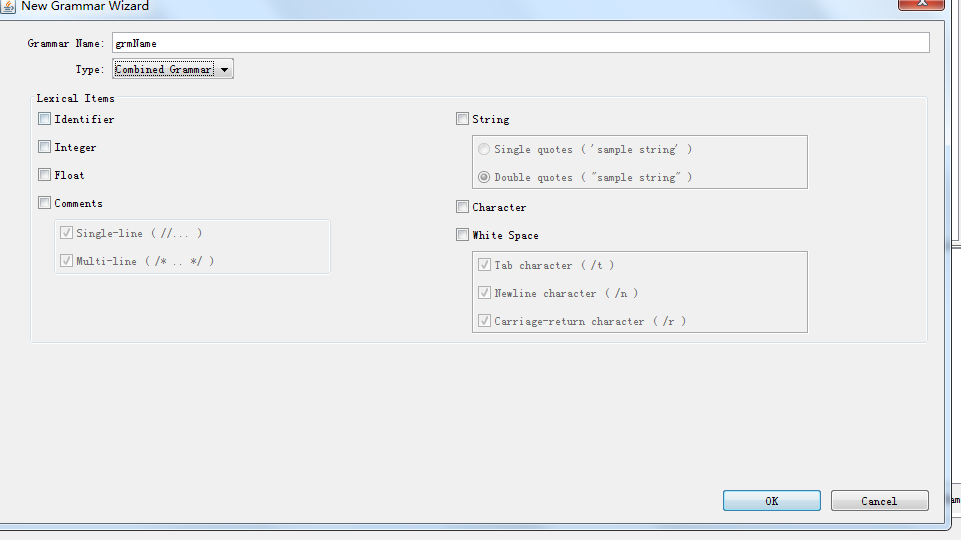 New Grammar Wizard
Grammar Name: grmName
Type: Combined Grammar
Lexical Items
Identifier
Integer
Float
Comments
Single-line ( //... )
Multi-line ( /* .. */ )
String
Single quotes ( 'sample string' )
Double quotes ( "sample string" )
Character
White Space
Tab character ( /t )
Newline character ( /n )
Carriage-return character ( /r )
OK
Cancel